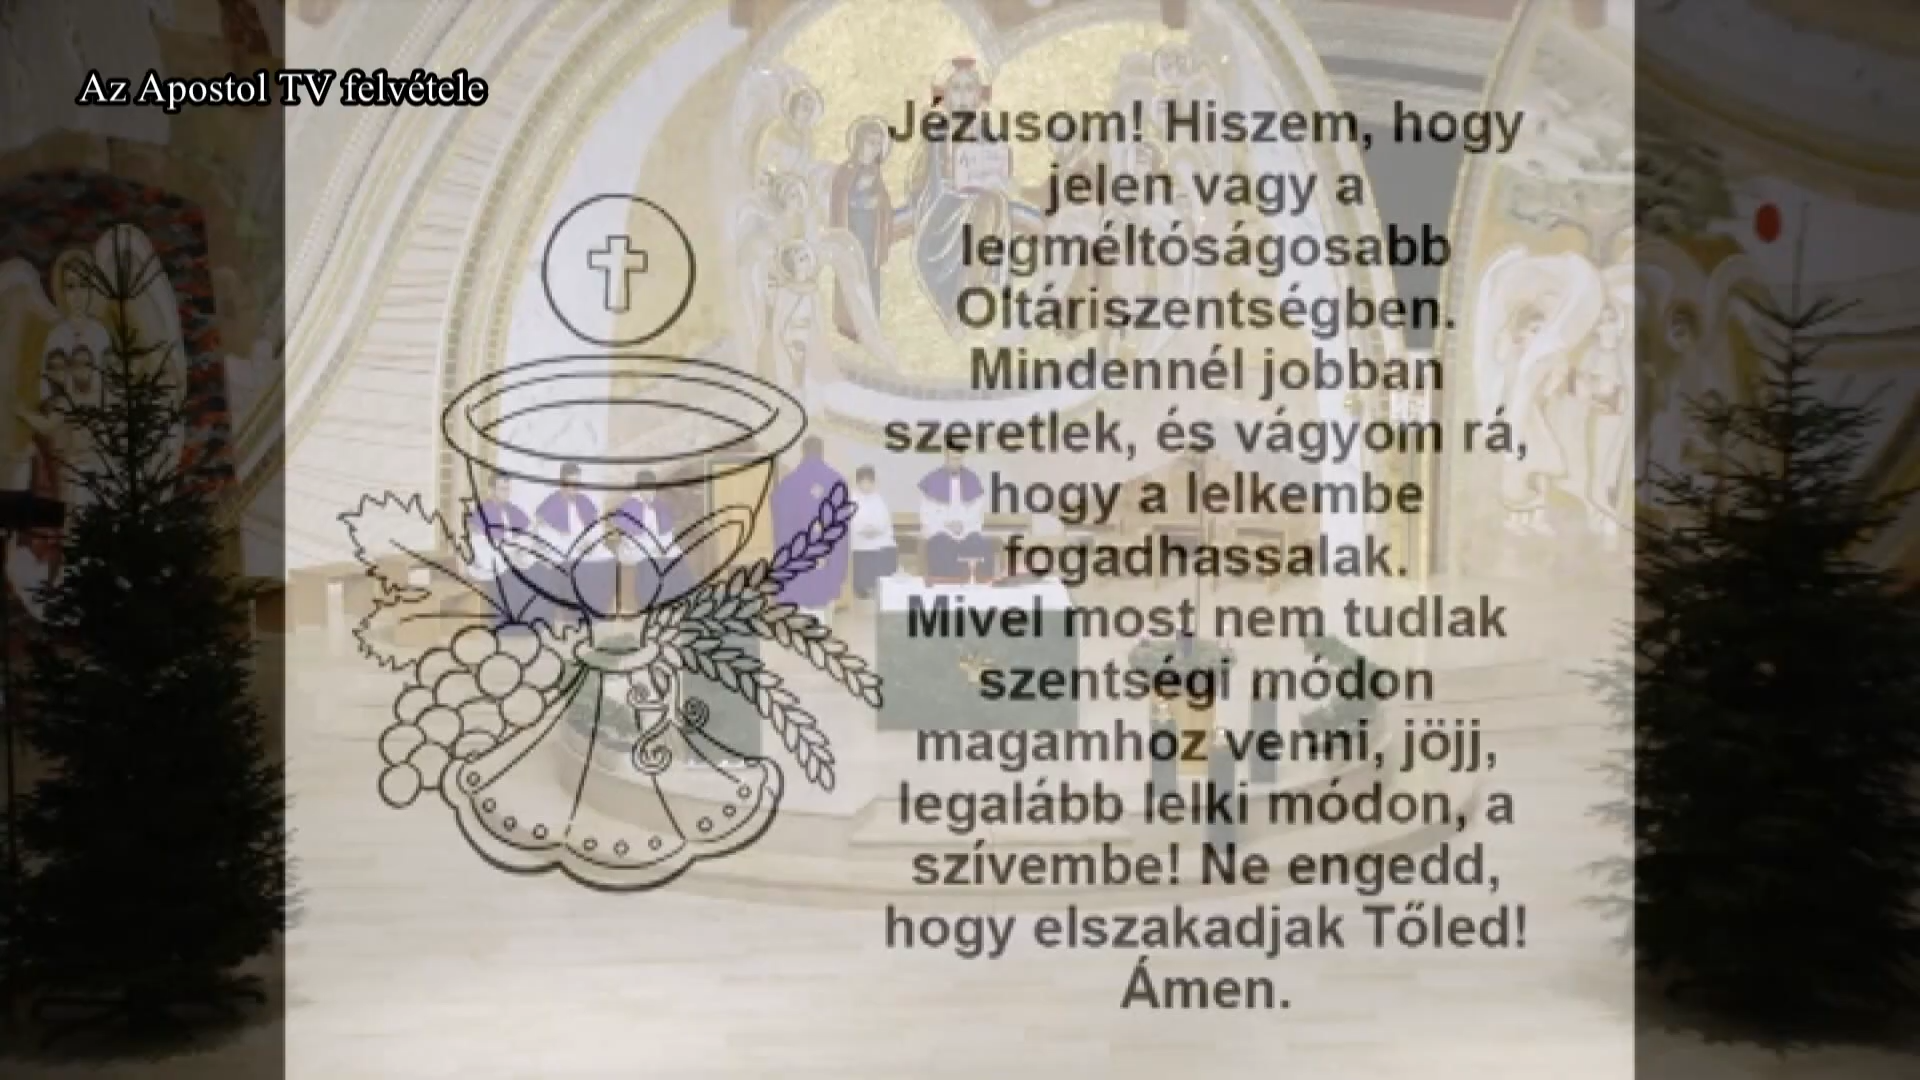 Az Apostol TV felvétele
Jézusom! Hiszem, hogy
jelen vagy a
legméltóságosabb
Oltáriszentségben.
Mindennél jobban
szeretlek, és vágyom rá,
hogy a lelkembe
fogadhassalak.
Mivel most nem tudlak
szentségi módon
magamhoz venni, jöjj,
legalább lelki módon, a
szívembe! Ne engedd,
hogy elszakadjak Tőled!
Ámen.